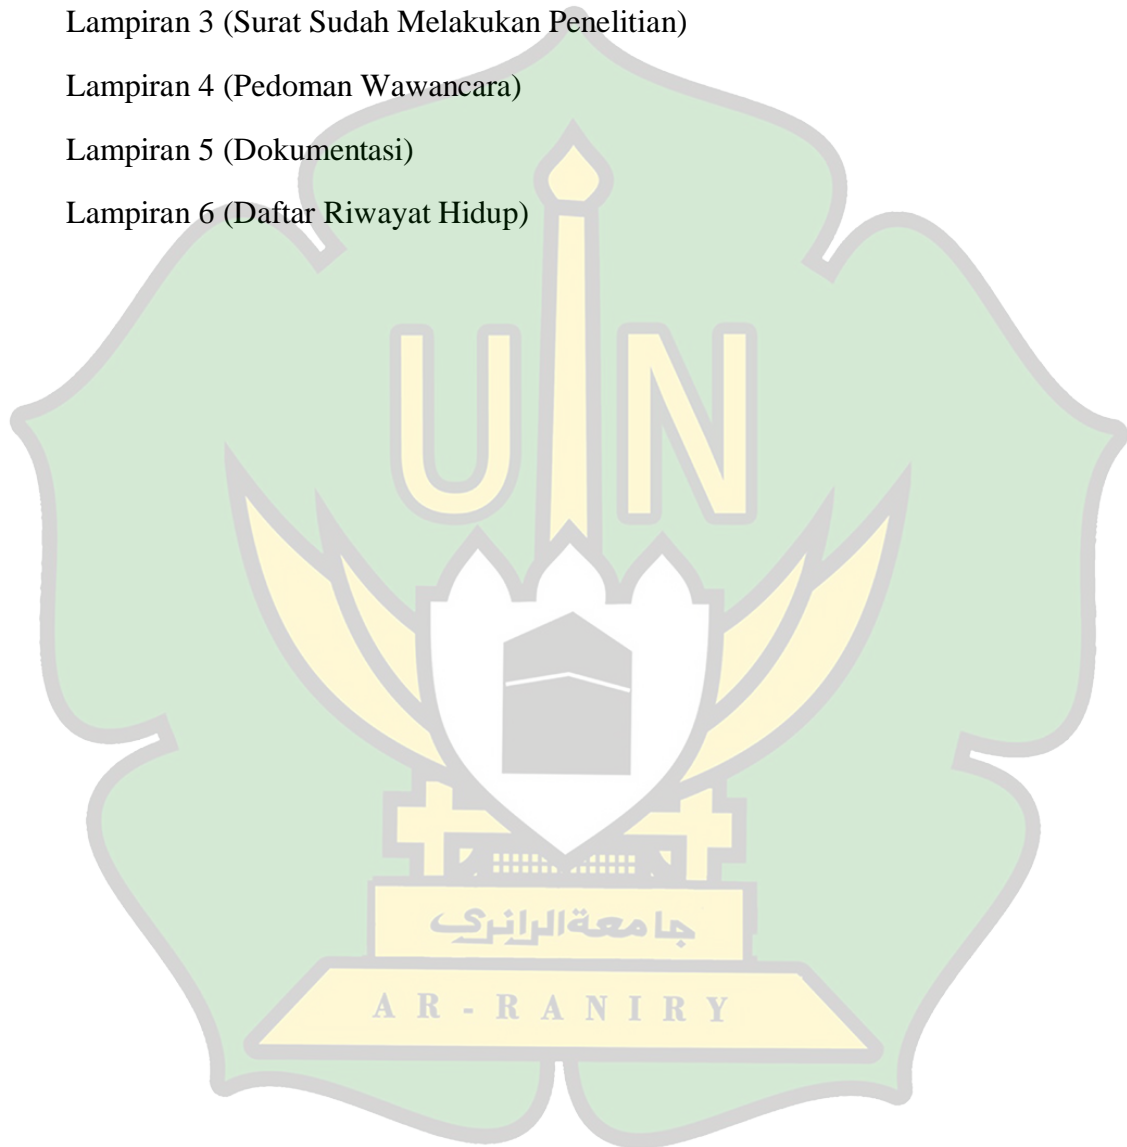 Lampiran 3 (Surat Sudah Melakukan Penelitian)
Lampiran 4 (Pedoman Wawancara)
Lampiran 5 (Dokumentasi)
Lampiran 6 (Daftar Riwayat Hidup)
UIN
جامعةالرانري
AR-RANIRY